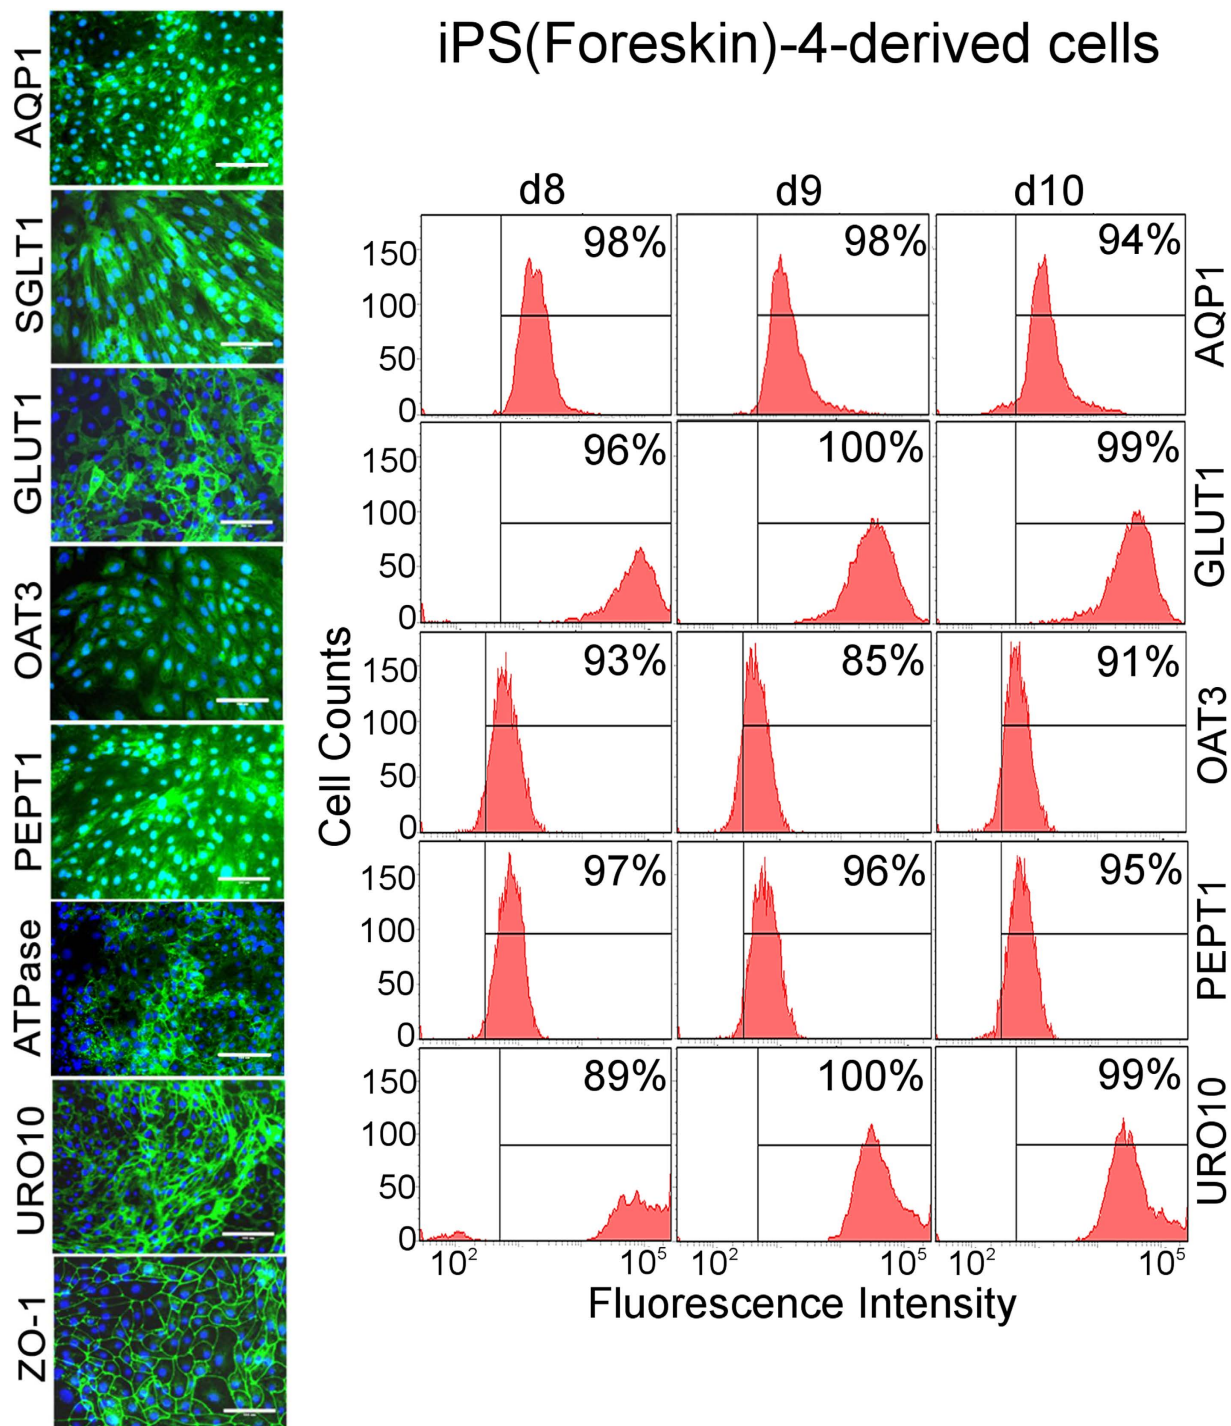 iPS(Foreskin)-4-derived cells
AQP1
SGLT1
GLUT1
OAT3
PEPT1
ATPase
URO10
ZO-1
d8 d9 d10
150 100 50 0 98% 98% 94% AQP1
150 100 50 0 96% 100% 99% GLUT1
150 100 50 0 93% 85% 91% OAT3
150 100 50 0 97% 96% 95% PEPT1
150 100 50 0 89% 100% 99% URO10
Cell Counts
10² 10⁵ 10² 10⁵ 10² 10⁵
Fluorescence Intensity